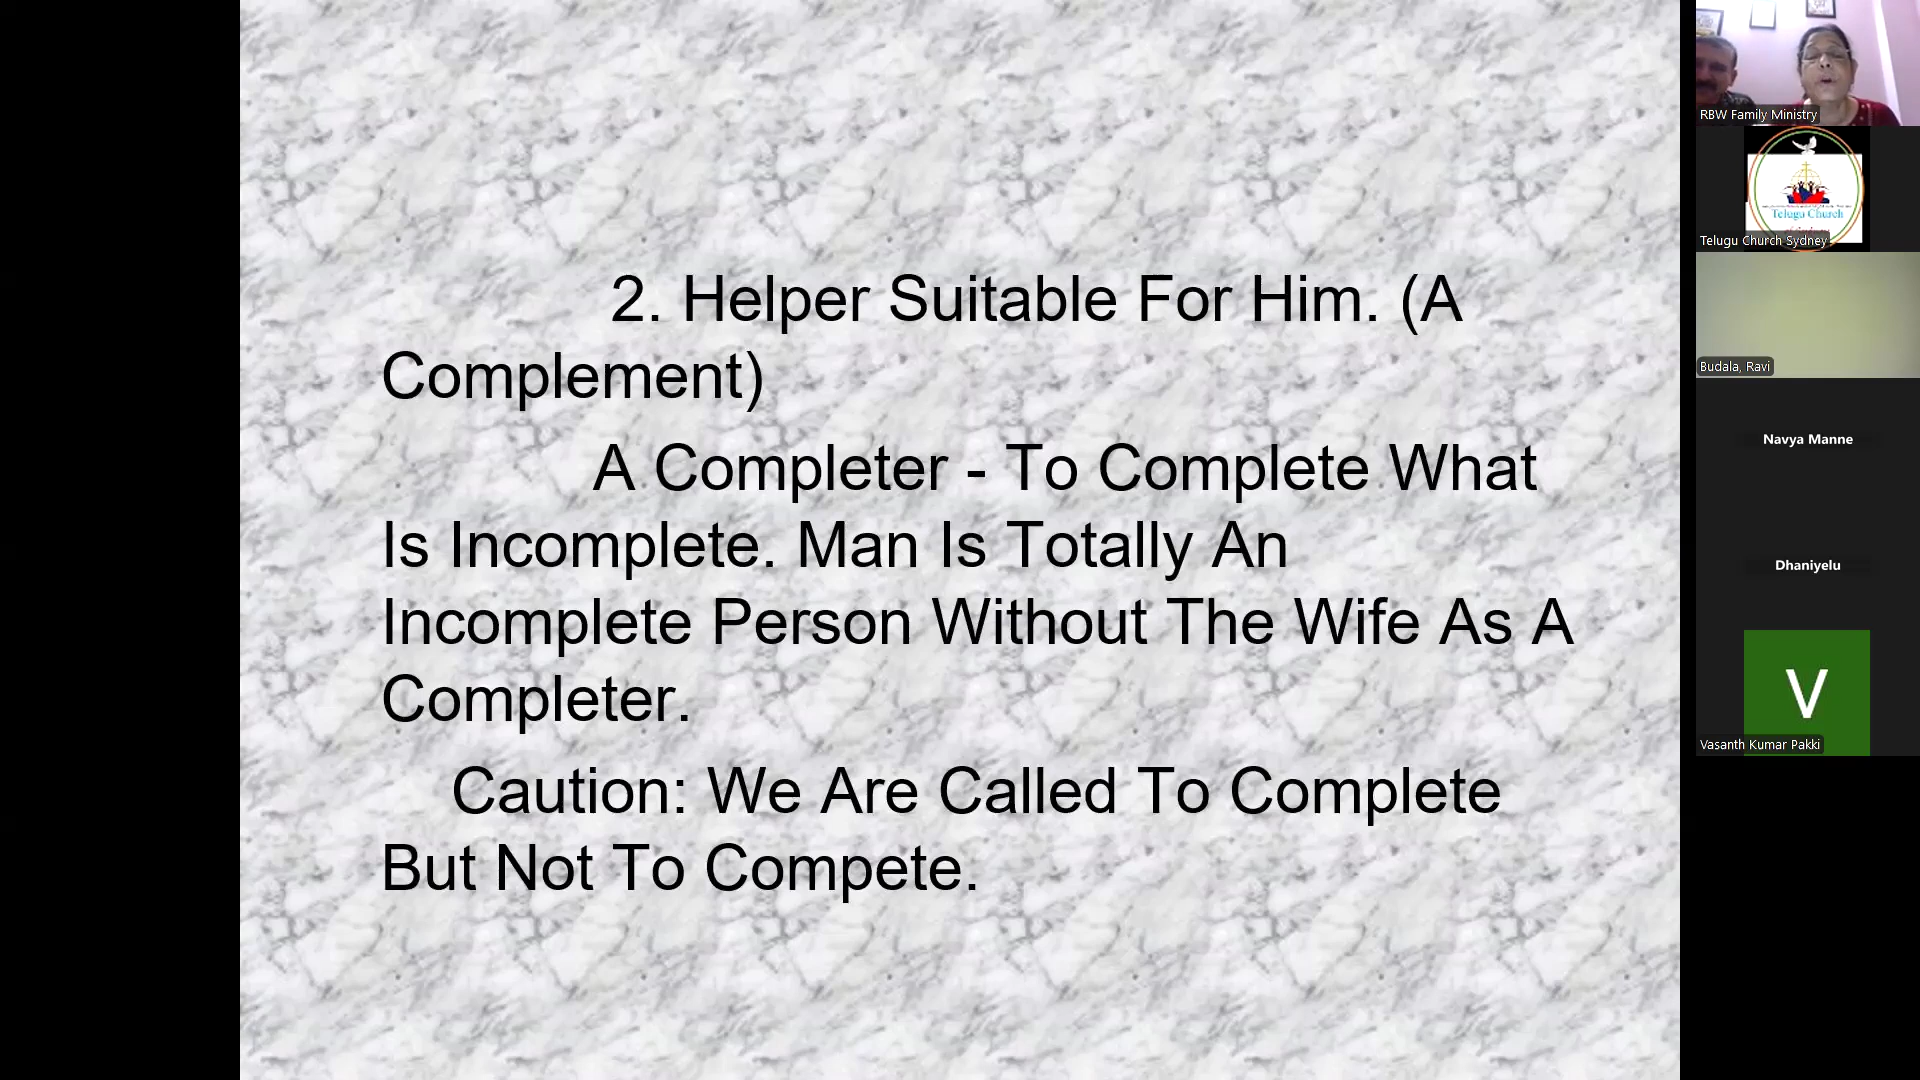 2. Helper Suitable For Him. (A
Complement)
A Completer - To Complete What
Is Incomplete. Man Is Totally An
Incomplete Person Without The Wife As A
Completer.
Caution: We Are Called To Complete
But Not To Compete.
RBW Family Ministry
Telugu Church
Telugu Church Sydney
Budala, Ravi
Navya Manne
Dhaniyelu
V
Vasanth Kumar Pakki